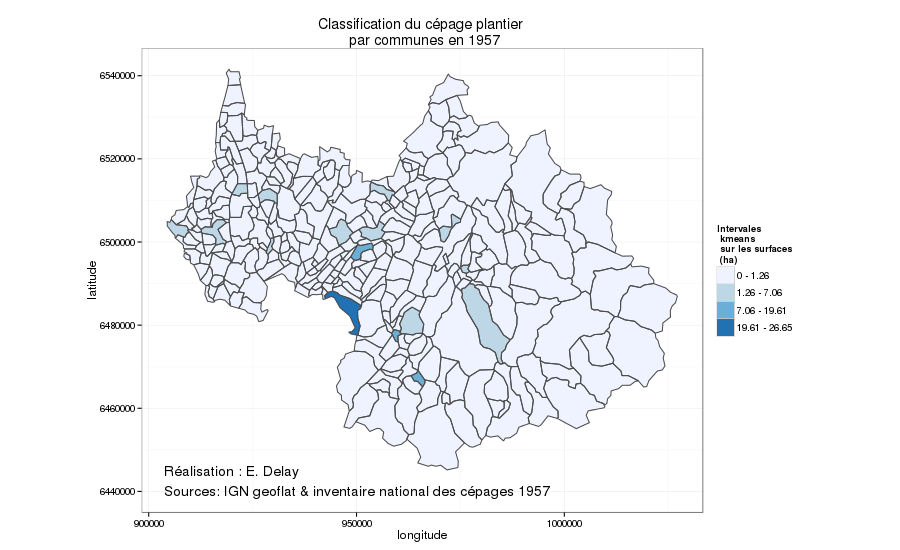 Classification du cépage plantier
par communes en 1957
6540000
6520000
6500000
6480000
6460000
6440000
latitude
900000
950000
1000000
longitude
Réalisation : E. Delay
Sources: IGN geoflat & inventaire national des cépages 1957
Intervales
kmeans
sur les surfaces
(ha)
0 - 1.26
1.26 - 7.06
7.06 - 19.61
19.61 - 26.65